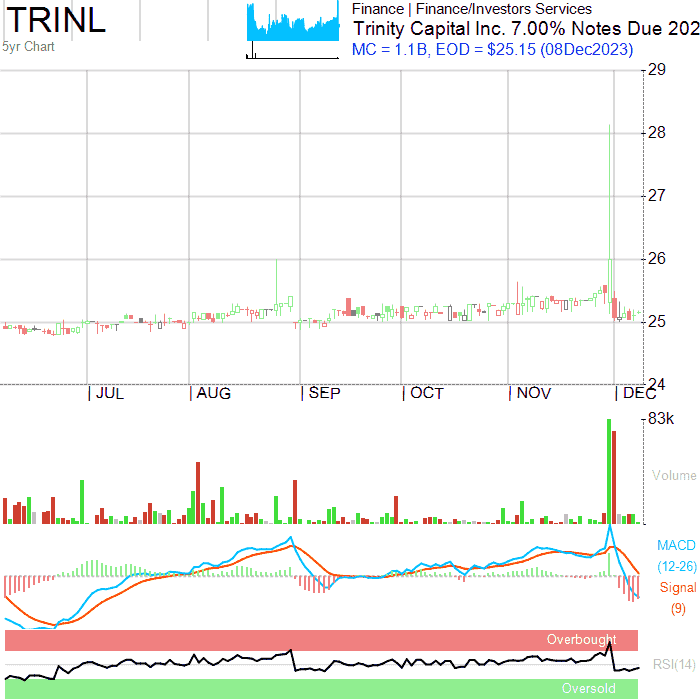 TRINL
5yr Chart
Finance | Finance/Investors Services
Trinity Capital Inc. 7.00% Notes Due 202
MC = 1.1B, EOD = $25.15 (08Dec2023)
29
28
27
26
25
24
JUL AUG SEP OCT NOV DEC
83k
Volume
MACD
(12-26)
Signal
(9)
Overbought
RSI(14)
Oversold